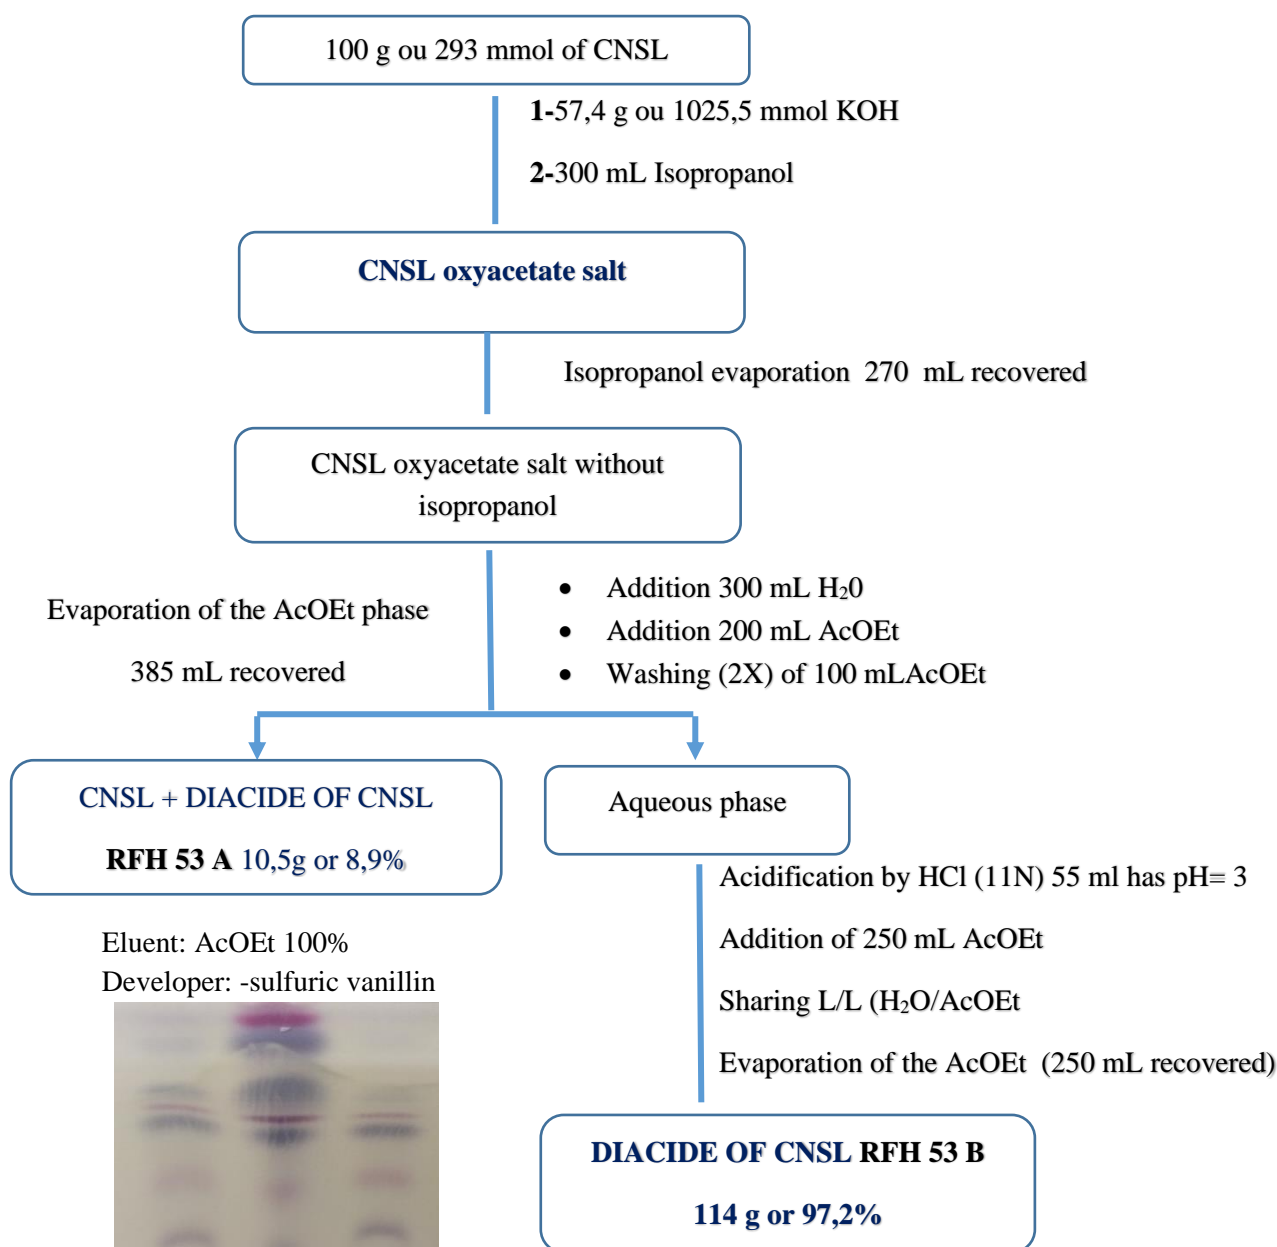 100 g ou 293 mmol of CNSL
1-57,4 g ou 1025,5 mmol KOH
2-300 mL Isopropanol
CNSL oxyacetate salt
Isopropanol evaporation 270 mL recovered
CNSL oxyacetate salt without
isopropanol
Evaporation of the AcOEt phase
385 mL recovered
• Addition 300 mL H₂0
• Addition 200 mL AcOEt
• Washing (2X) of 100 mLAcOEt
CNSL + DIACIDE OF CNSL
RFH 53 A 10,5g or 8,9%
Aqueous phase
Eluent: AcOEt 100%
Developer: -sulfuric vanillin
Acidification by HCl (11N) 55 ml has pH= 3
Addition of 250 mL AcOEt
Sharing L/L (H₂O/AcOEt
Evaporation of the AcOEt (250 mL recovered)
DIACIDE OF CNSL RFH 53 B
114 g or 97,2%